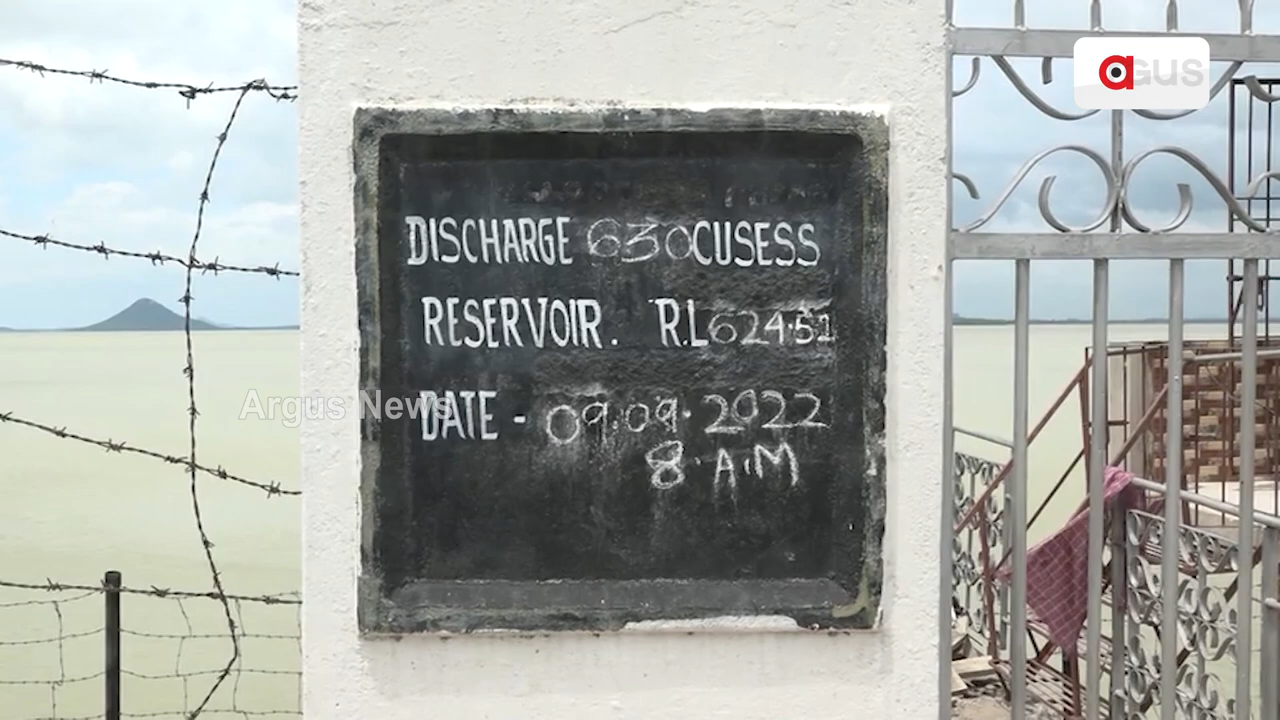 aGUS
DISCHARGE 630CUSESS
RESERVOIR. R.L624.51
Argus News
DATE - 09.09.2022
8.A.M